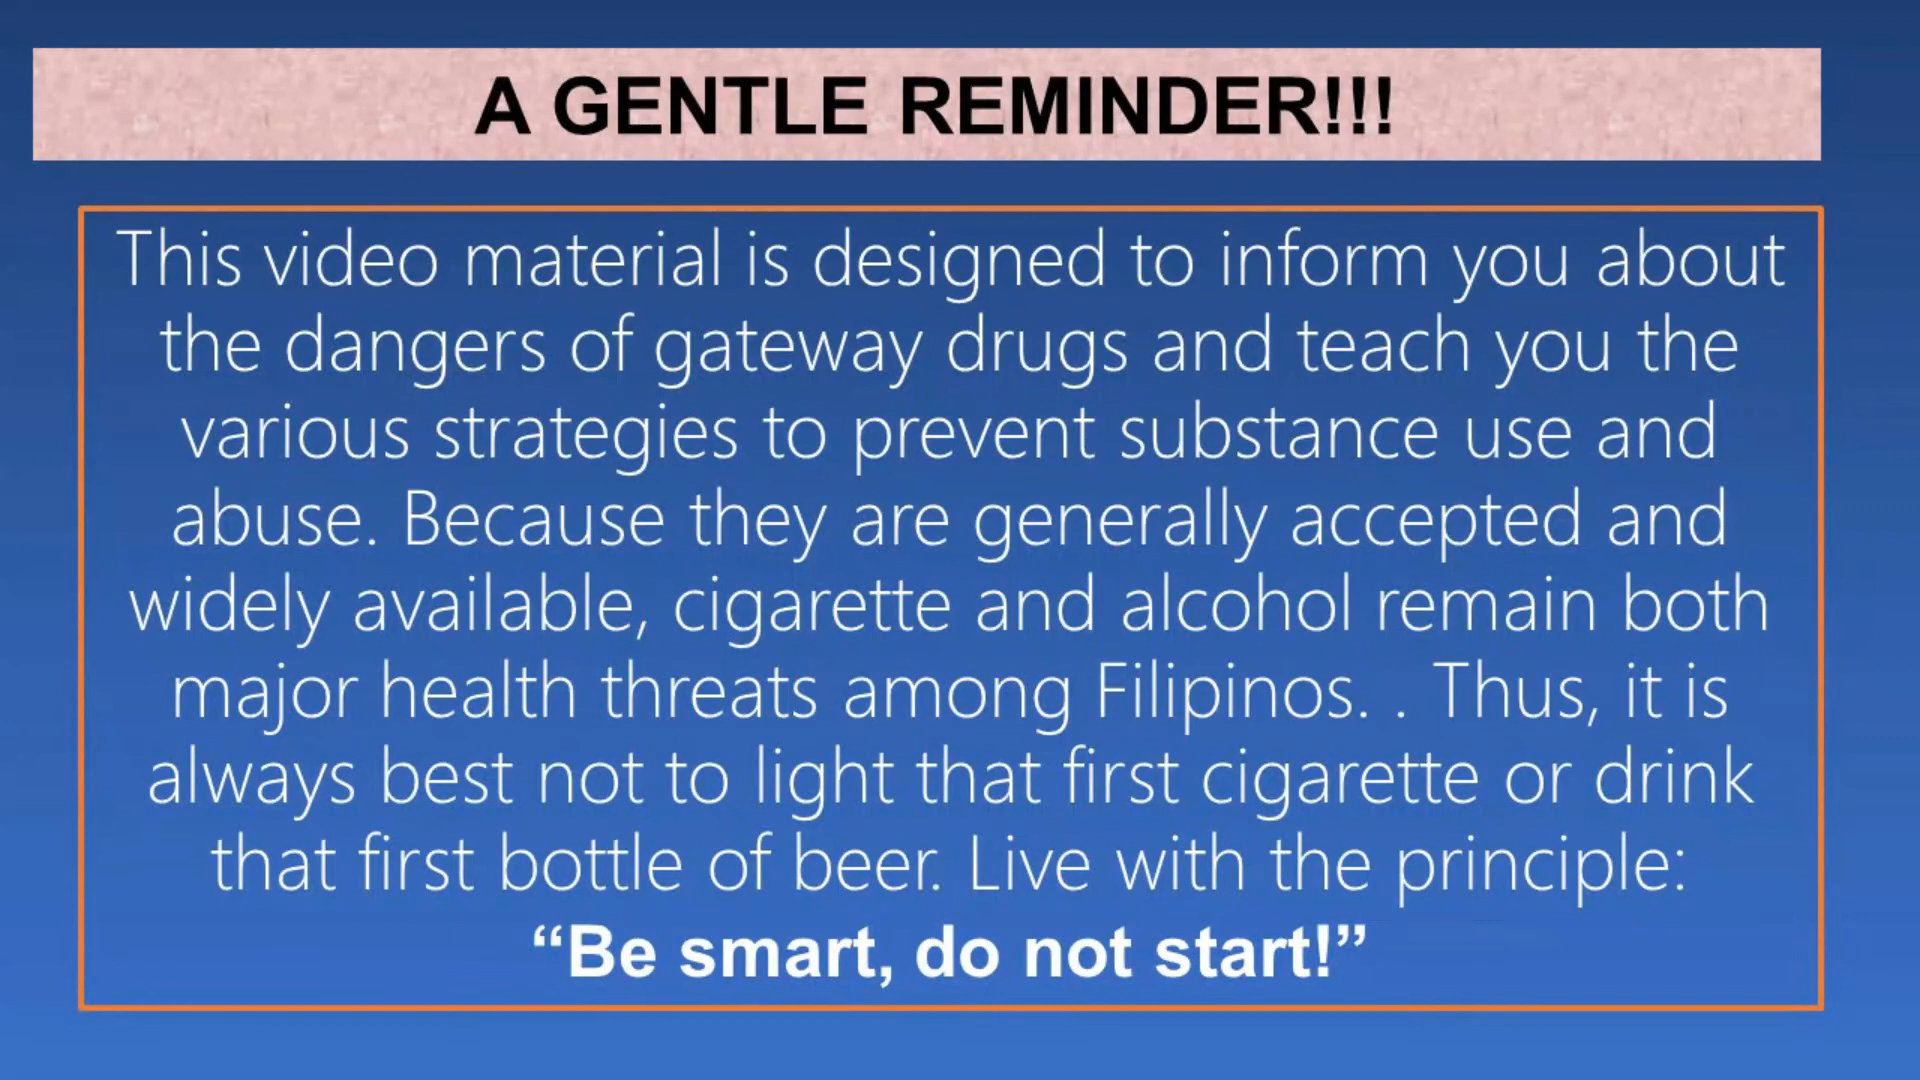 A GENTLE REMINDER!!!
This video material is designed to inform you about
the dangers of gateway drugs and teach you the
various strategies to prevent substance use and
abuse. Because they are generally accepted and
widely available, cigarette and alcohol remain both
major health threats among Filipinos. . Thus, it is
always best not to light that first cigarette or drink
that first bottle of beer. Live with the principle:
“Be smart, do not start!”